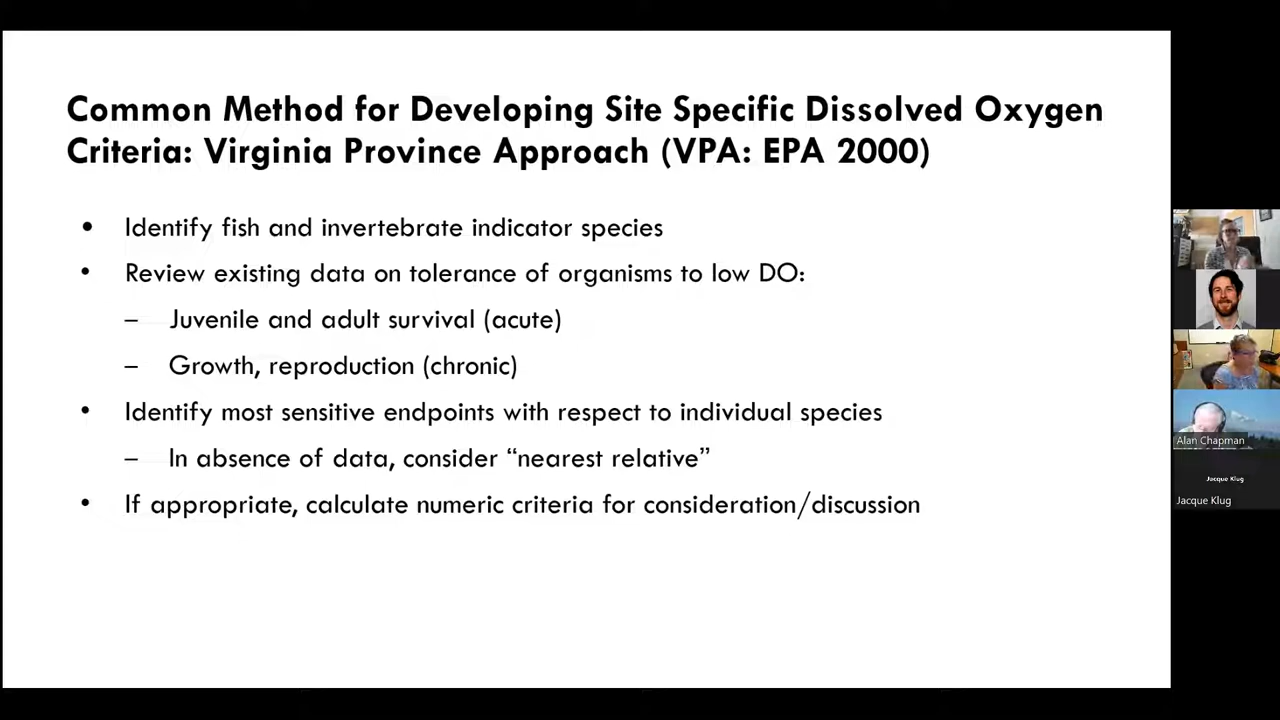 Common Method for Developing Site Specific Dissolved Oxygen
Criteria: Virginia Province Approach (VPA: EPA 2000)
• Identify fish and invertebrate indicator species
• Review existing data on tolerance of organisms to low DO:
– Juvenile and adult survival (acute)
– Growth, reproduction (chronic)
• Identify most sensitive endpoints with respect to individual species
– In absence of data, consider “nearest relative”
• If appropriate, calculate numeric criteria for consideration/discussion
Alan Chapman
Jacque Klug
Jacque Klug